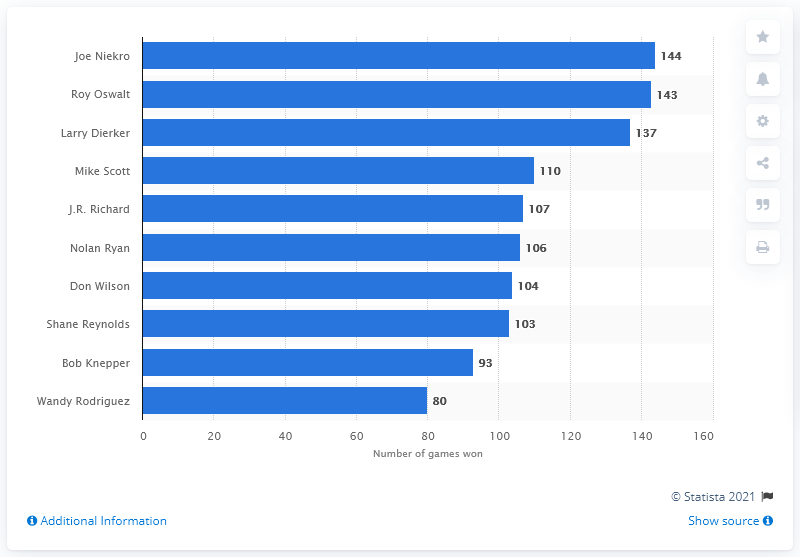 Joe Niekro 144
Roy Oswalt 143
Larry Dierker 137
Mike Scott 110
J.R. Richard 107
Nolan Ryan 106
Don Wilson 104
Shane Reynolds 103
Bob Knepper 93
Wandy Rodriguez 80
0 20 40 60 80 100 120 140 160
Number of games won
© Statista 2021
Additional Information Show source